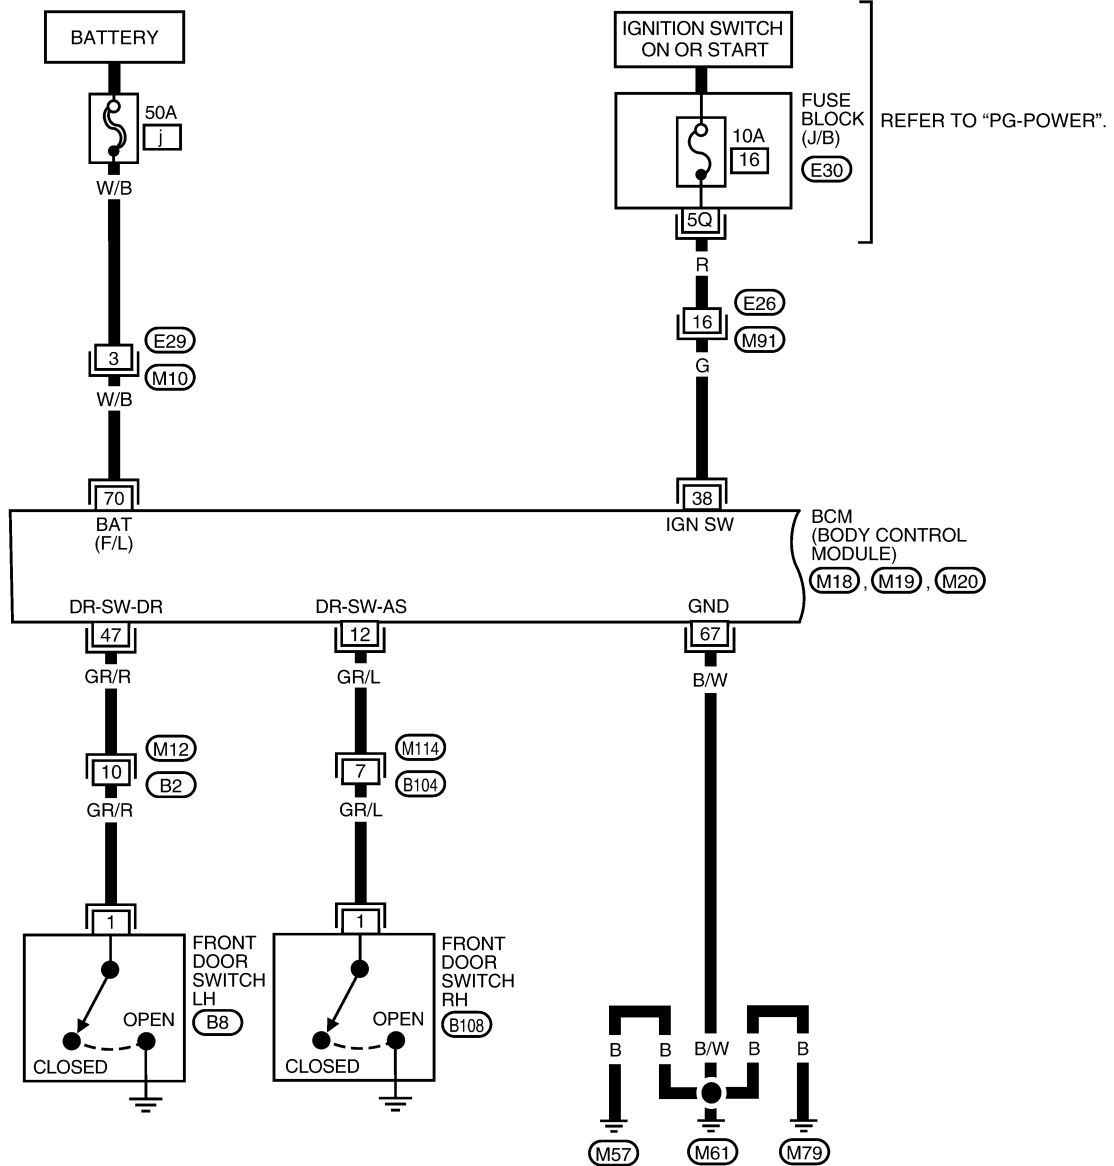 BATTERY
50A
j
W/B
3
E29
M10
W/B
70
BAT
(F/L)
IGNITION SWITCH
ON OR START
FUSE
BLOCK
(J/B)
E30
10A
16
5Q
REFER TO “PG-POWER”.
R
16
E26
M91
G
38
IGN SW
BCM
(BODY CONTROL
MODULE)
M18 , M19 , M20
DR-SW-DR
47
GR/R
10
M12
B2
GR/R
1
FRONT
DOOR
SWITCH
LH
B8
OPEN
CLOSED
DR-SW-AS
12
GR/L
7
M114
B104
GR/L
1
FRONT
DOOR
SWITCH
RH
B108
OPEN
CLOSED
GND
67
B/W
B B B/W B B
M57 M61 M79